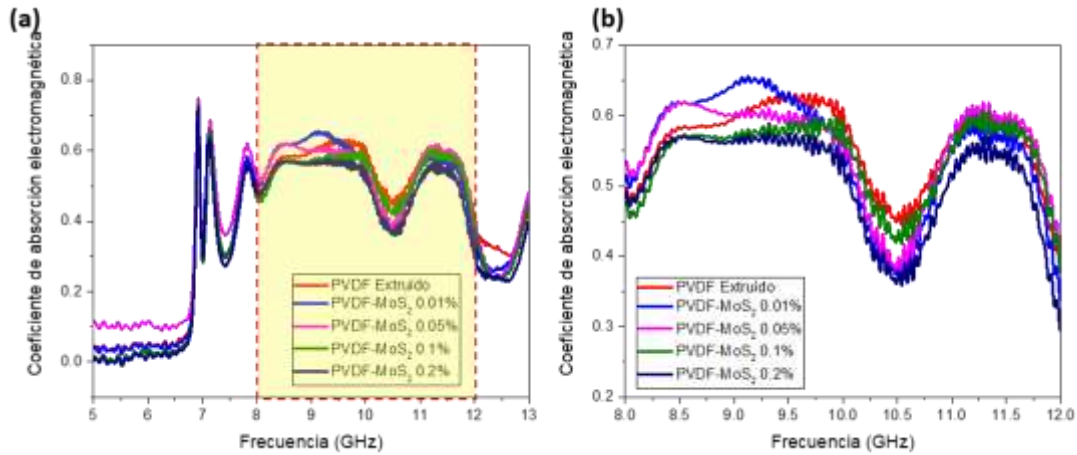 (a)
Coeficiente de absorción electromagnética
0.8
0.6
0.4
0.2
0.0
PVDF Extruído
PVDF-MoS₂ 0.01%
PVDF-MoS₂ 0.05%
PVDF-MoS₂ 0.1%
PVDF-MoS₂ 0.2%
5 6 7 8 9 10 11 12 13
Frecuencia (GHz)
(b)
Coeficiente de absorción electromagnética
0.7
0.6
0.5
0.4
0.3
0.2
PVDF Extruído
PVDF-MoS₂ 0.01%
PVDF-MoS₂ 0.05%
PVDF-MoS₂ 0.1%
PVDF-MoS₂ 0.2%
8.0 8.5 9.0 9.5 10.0 10.5 11.0 11.5 12.0
Frecuencia (GHz)